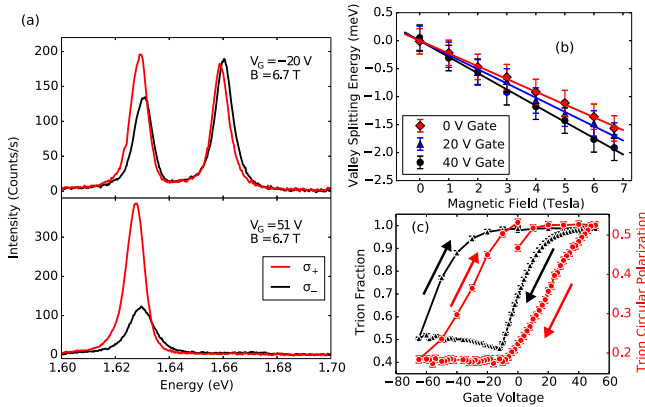 (a)
200
150
100
50
0
V_G = −20 V
B = 6.7 T
300
200
100
0
V_G = 51 V
B = 6.7 T
σ+
σ−
Intensity (Counts/s)
1.60 1.62 1.64 1.66 1.68 1.70
Energy (eV)
Valley Splitting Energy (meV)
0.0
−0.5
−1.0
−1.5
−2.0
−2.5
(b)
0 V Gate
20 V Gate
40 V Gate
0 1 2 3 4 5 6 7
Magnetic Field (Tesla)
(c)
Trion Fraction
1.0
0.9
0.8
0.7
0.6
0.5
0.4
0.5
0.4
0.3
0.2
Trion Circular Polarization
−80 −60 −40 −20 0 20 40 60
Gate Voltage